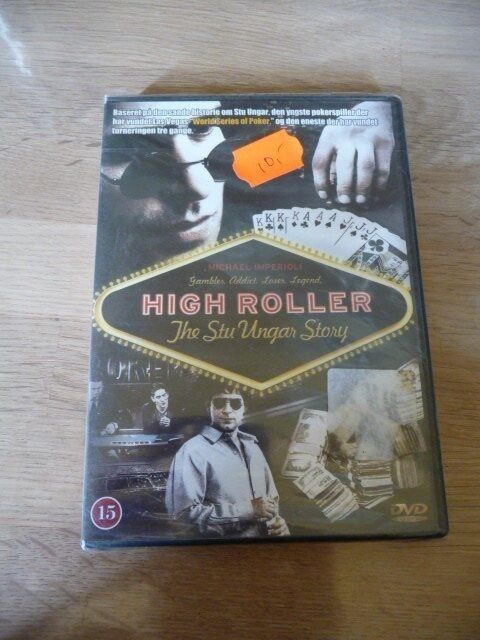 Baseret på den sande historie om Stu Ungar, den yngste pokerspiller der
har vundet Las Vegas' "World Series of Poker," og den eneste der har vundet
turneringen tre gange.
10,-
K K K A A A J J J
MICHAEL IMPERIOLI
Gambler. Addict. Loser. Legend.
HIGH ROLLER
The Stu Ungar Story
15
DVD